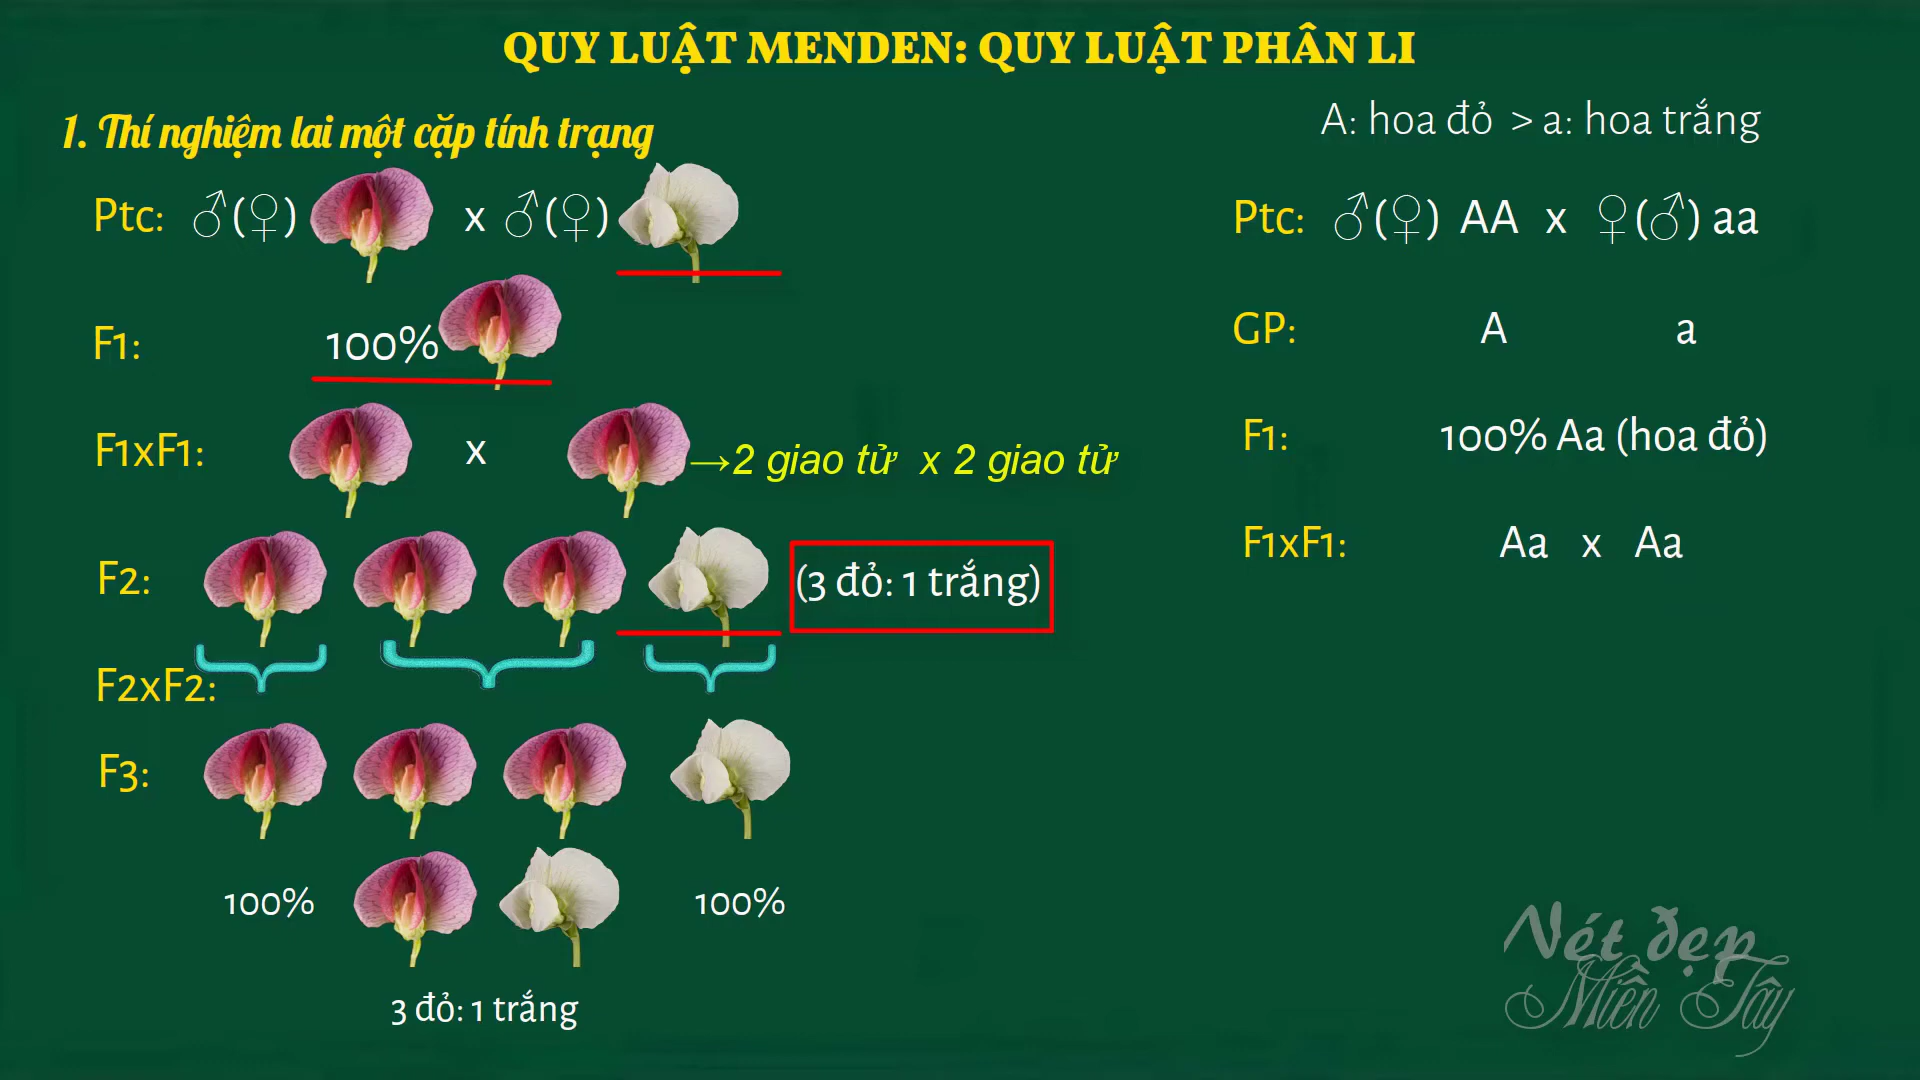 QUY LUẬT MENDEN: QUY LUẬT PHÂN LI
1. Thí nghiệm lai một cặp tính trạng
Ptc: ♂(♀) x ♂(♀)
F1: 100%
F1xF1: x →2 giao tử x 2 giao tử
F2: (3 đỏ: 1 trắng)
F2xF2:
F3:
100% 100%
3 đỏ: 1 trắng
A: hoa đỏ > a: hoa trắng
Ptc: ♂(♀) AA x ♀(♂) aa
GP: A a
F1: 100% Aa (hoa đỏ)
F1xF1: Aa x Aa
Nét đẹp
Miền Tây